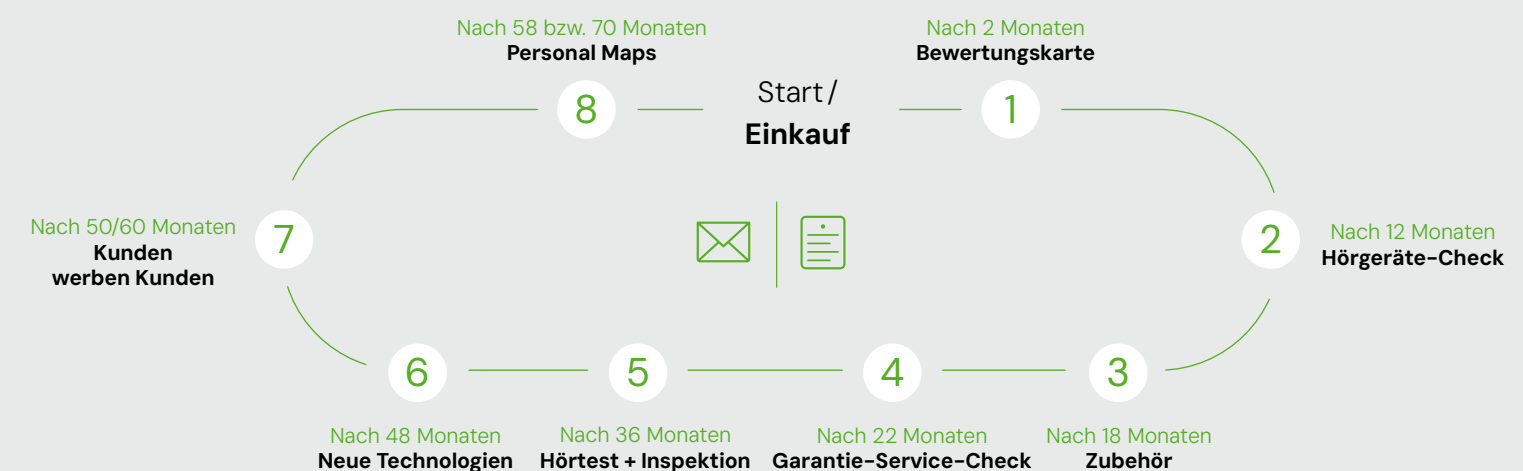 Start/
Einkauf
Nach 2 Monaten
Bewertungskarte
1
2
Nach 12 Monaten
Hörgeräte-Check
3
Nach 18 Monaten
Zubehör
4
Nach 22 Monaten
Garantie-Service-Check
5
Nach 36 Monaten
Hörtest + Inspektion
6
Nach 48 Monaten
Neue Technologien
7
Nach 50/60 Monaten
Kunden
werben Kunden
Nach 58 bzw. 70 Monaten
Personal Maps
8